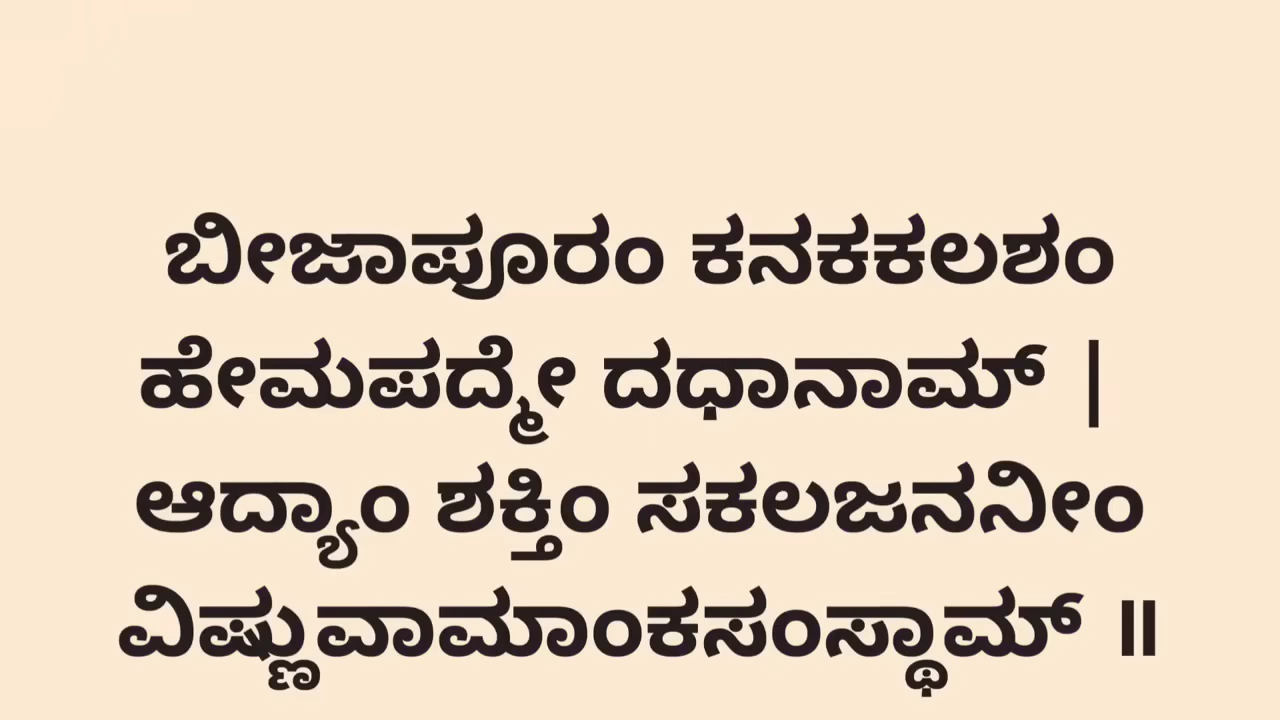 ಬೀಜಾಪೂರಂ ಕನಕಕಲಶಂ
ಹೇಮಪದ್ಮೇ ದಧಾನಾಮ್ |
ಆದ್ಯಾಂ ಶಕ್ತಿಂ ಸಕಲಜನನೀಂ
ವಿಷ್ಣುವಾಮಾಂಕಸಂಸ್ಥಾಮ್ ॥